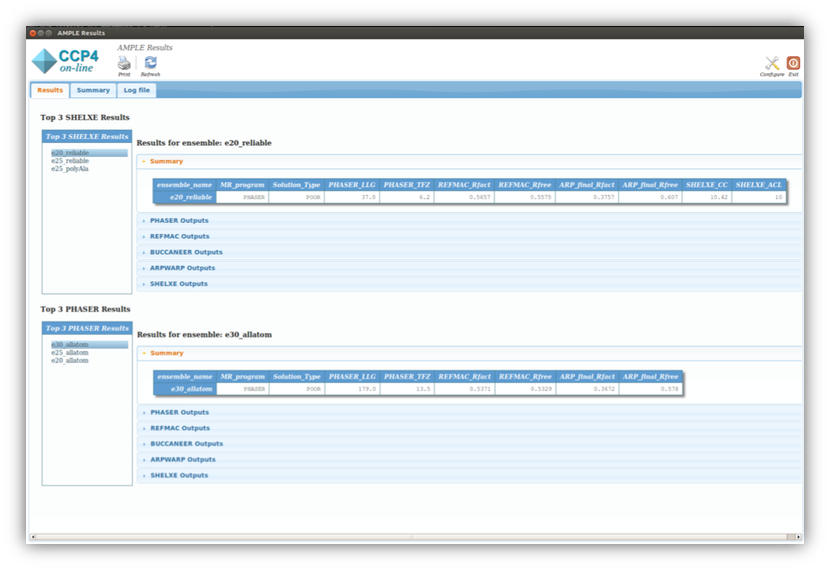 AMPLE Results
CCP4
on-line
AMPLE Results
Print
Refresh
Configure
Exit
Results
Summary
Log file
Top 3 SHELXE Results
Top 3 SHELXE Results
e20_reliable
e25_reliable
e25_polyAla
Results for ensemble: e20_reliable
Summary
ensemble_name MR_program Solution_Type PHASER_LLG PHASER_TFZ REFMAC_Rfact REFMAC_Rfree ARP_final_Rfact ARP_final_Rfree SHELXE_CC SHELXE_ACL
e20_reliable PHASER POOR 37.0 6.2 0.5657 0.5575 0.3757 0.607 10.42 10
PHASER Outputs
REFMAC Outputs
BUCCANEER Outputs
ARPWARP Outputs
SHELXE Outputs
Top 3 PHASER Results
Top 3 PHASER Results
e30_allatom
e25_allatom
e20_allatom
Results for ensemble: e30_allatom
Summary
ensemble_name MR_program Solution_Type PHASER_LLG PHASER_TFZ REFMAC_Rfact REFMAC_Rfree ARP_final_Rfact ARP_final_Rfree
e30_allatom PHASER POOR 179.0 13.5 0.5371 0.5329 0.3672 0.578
PHASER Outputs
REFMAC Outputs
BUCCANEER Outputs
ARPWARP Outputs
SHELXE Outputs